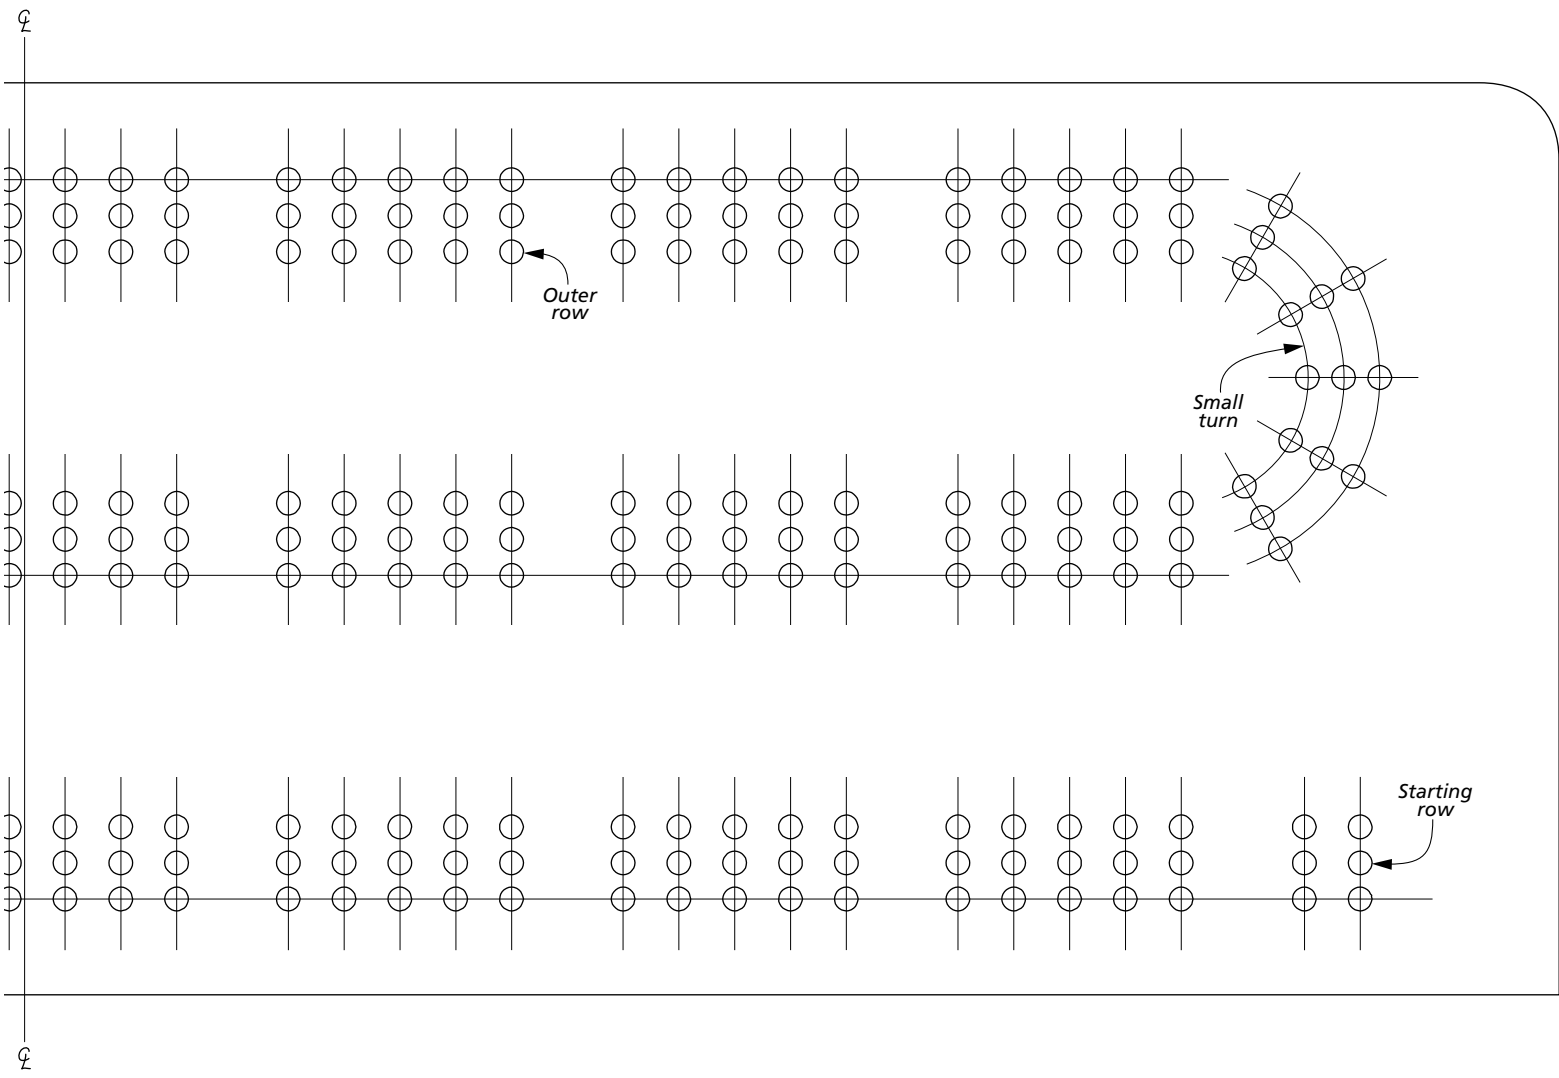 ℄
Outer
row
Small
turn
Starting
row
℄